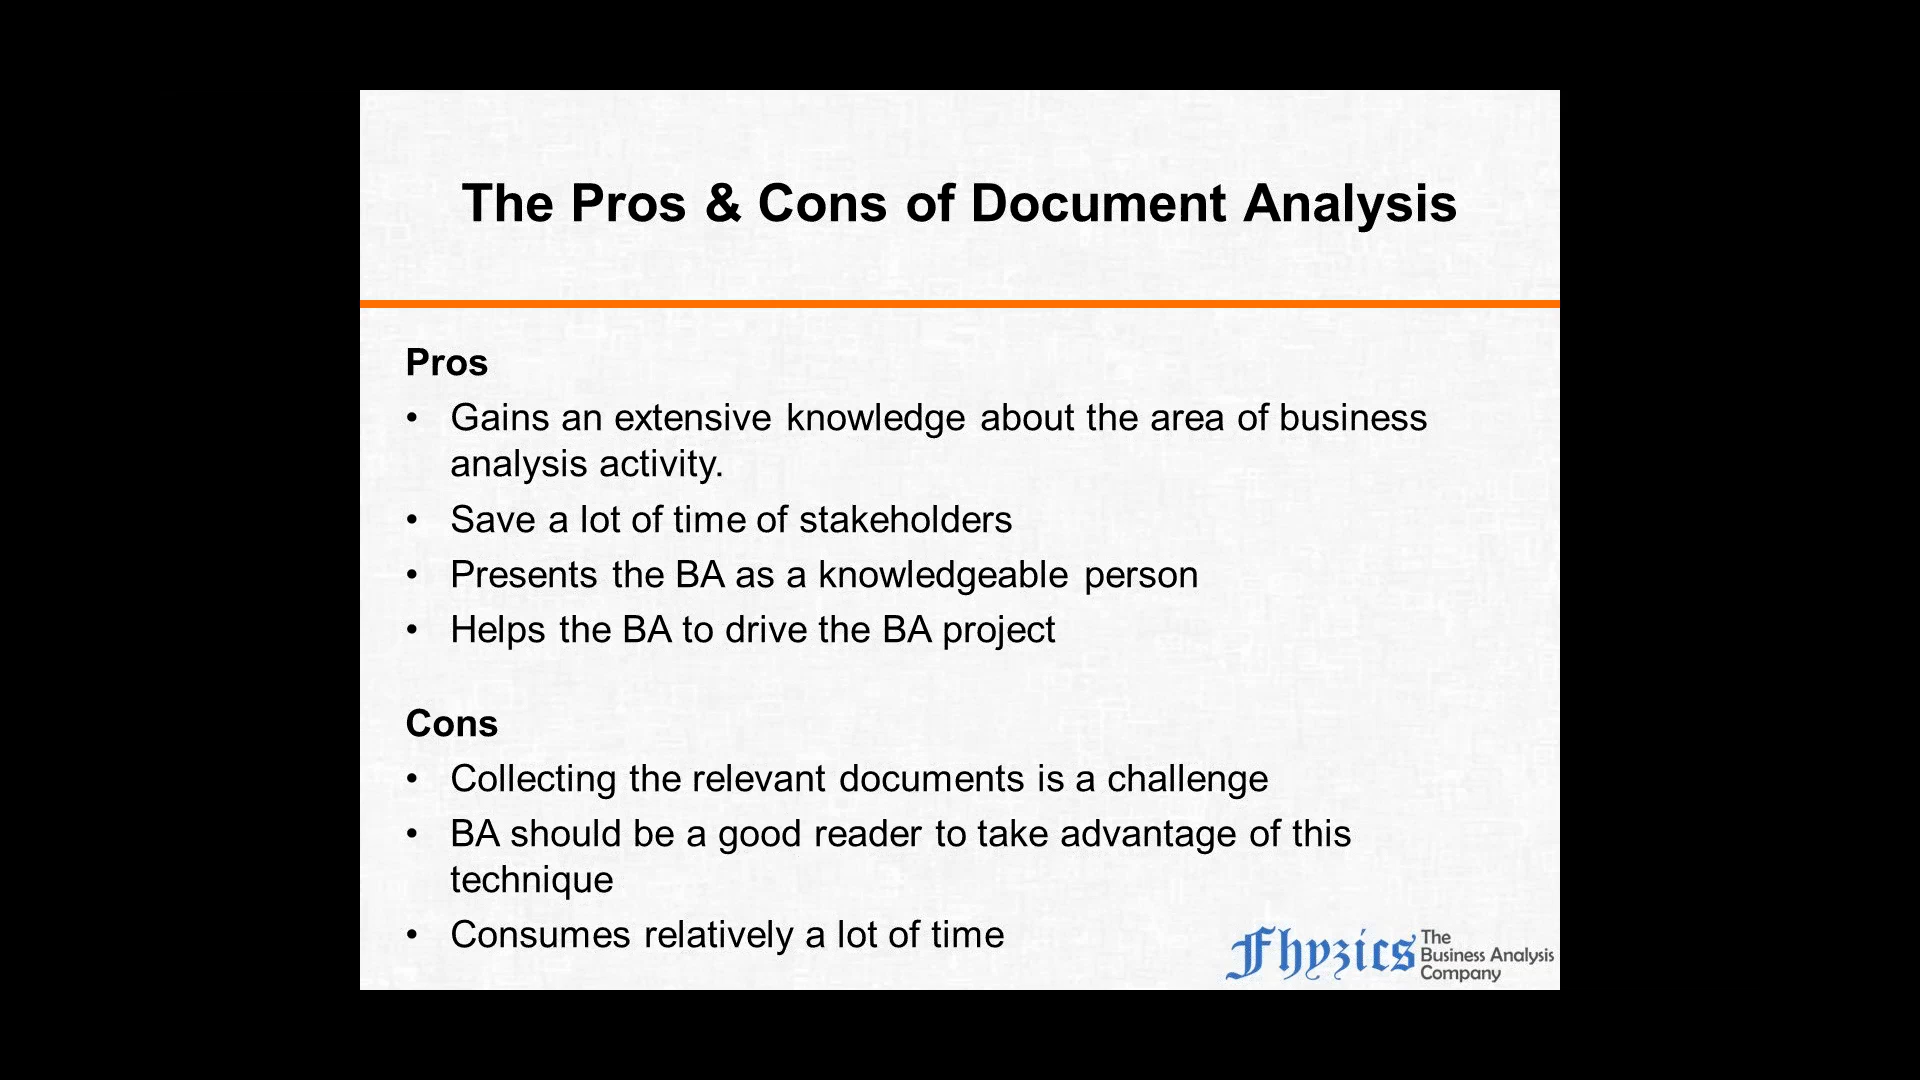 The Pros & Cons of Document Analysis
Pros
• Gains an extensive knowledge about the area of business
analysis activity.
• Save a lot of time of stakeholders
• Presents the BA as a knowledgeable person
• Helps the BA to drive the BA project
Cons
• Collecting the relevant documents is a challenge
• BA should be a good reader to take advantage of this
technique
• Consumes relatively a lot of time
Fhyzics
The
Business Analysis
Company